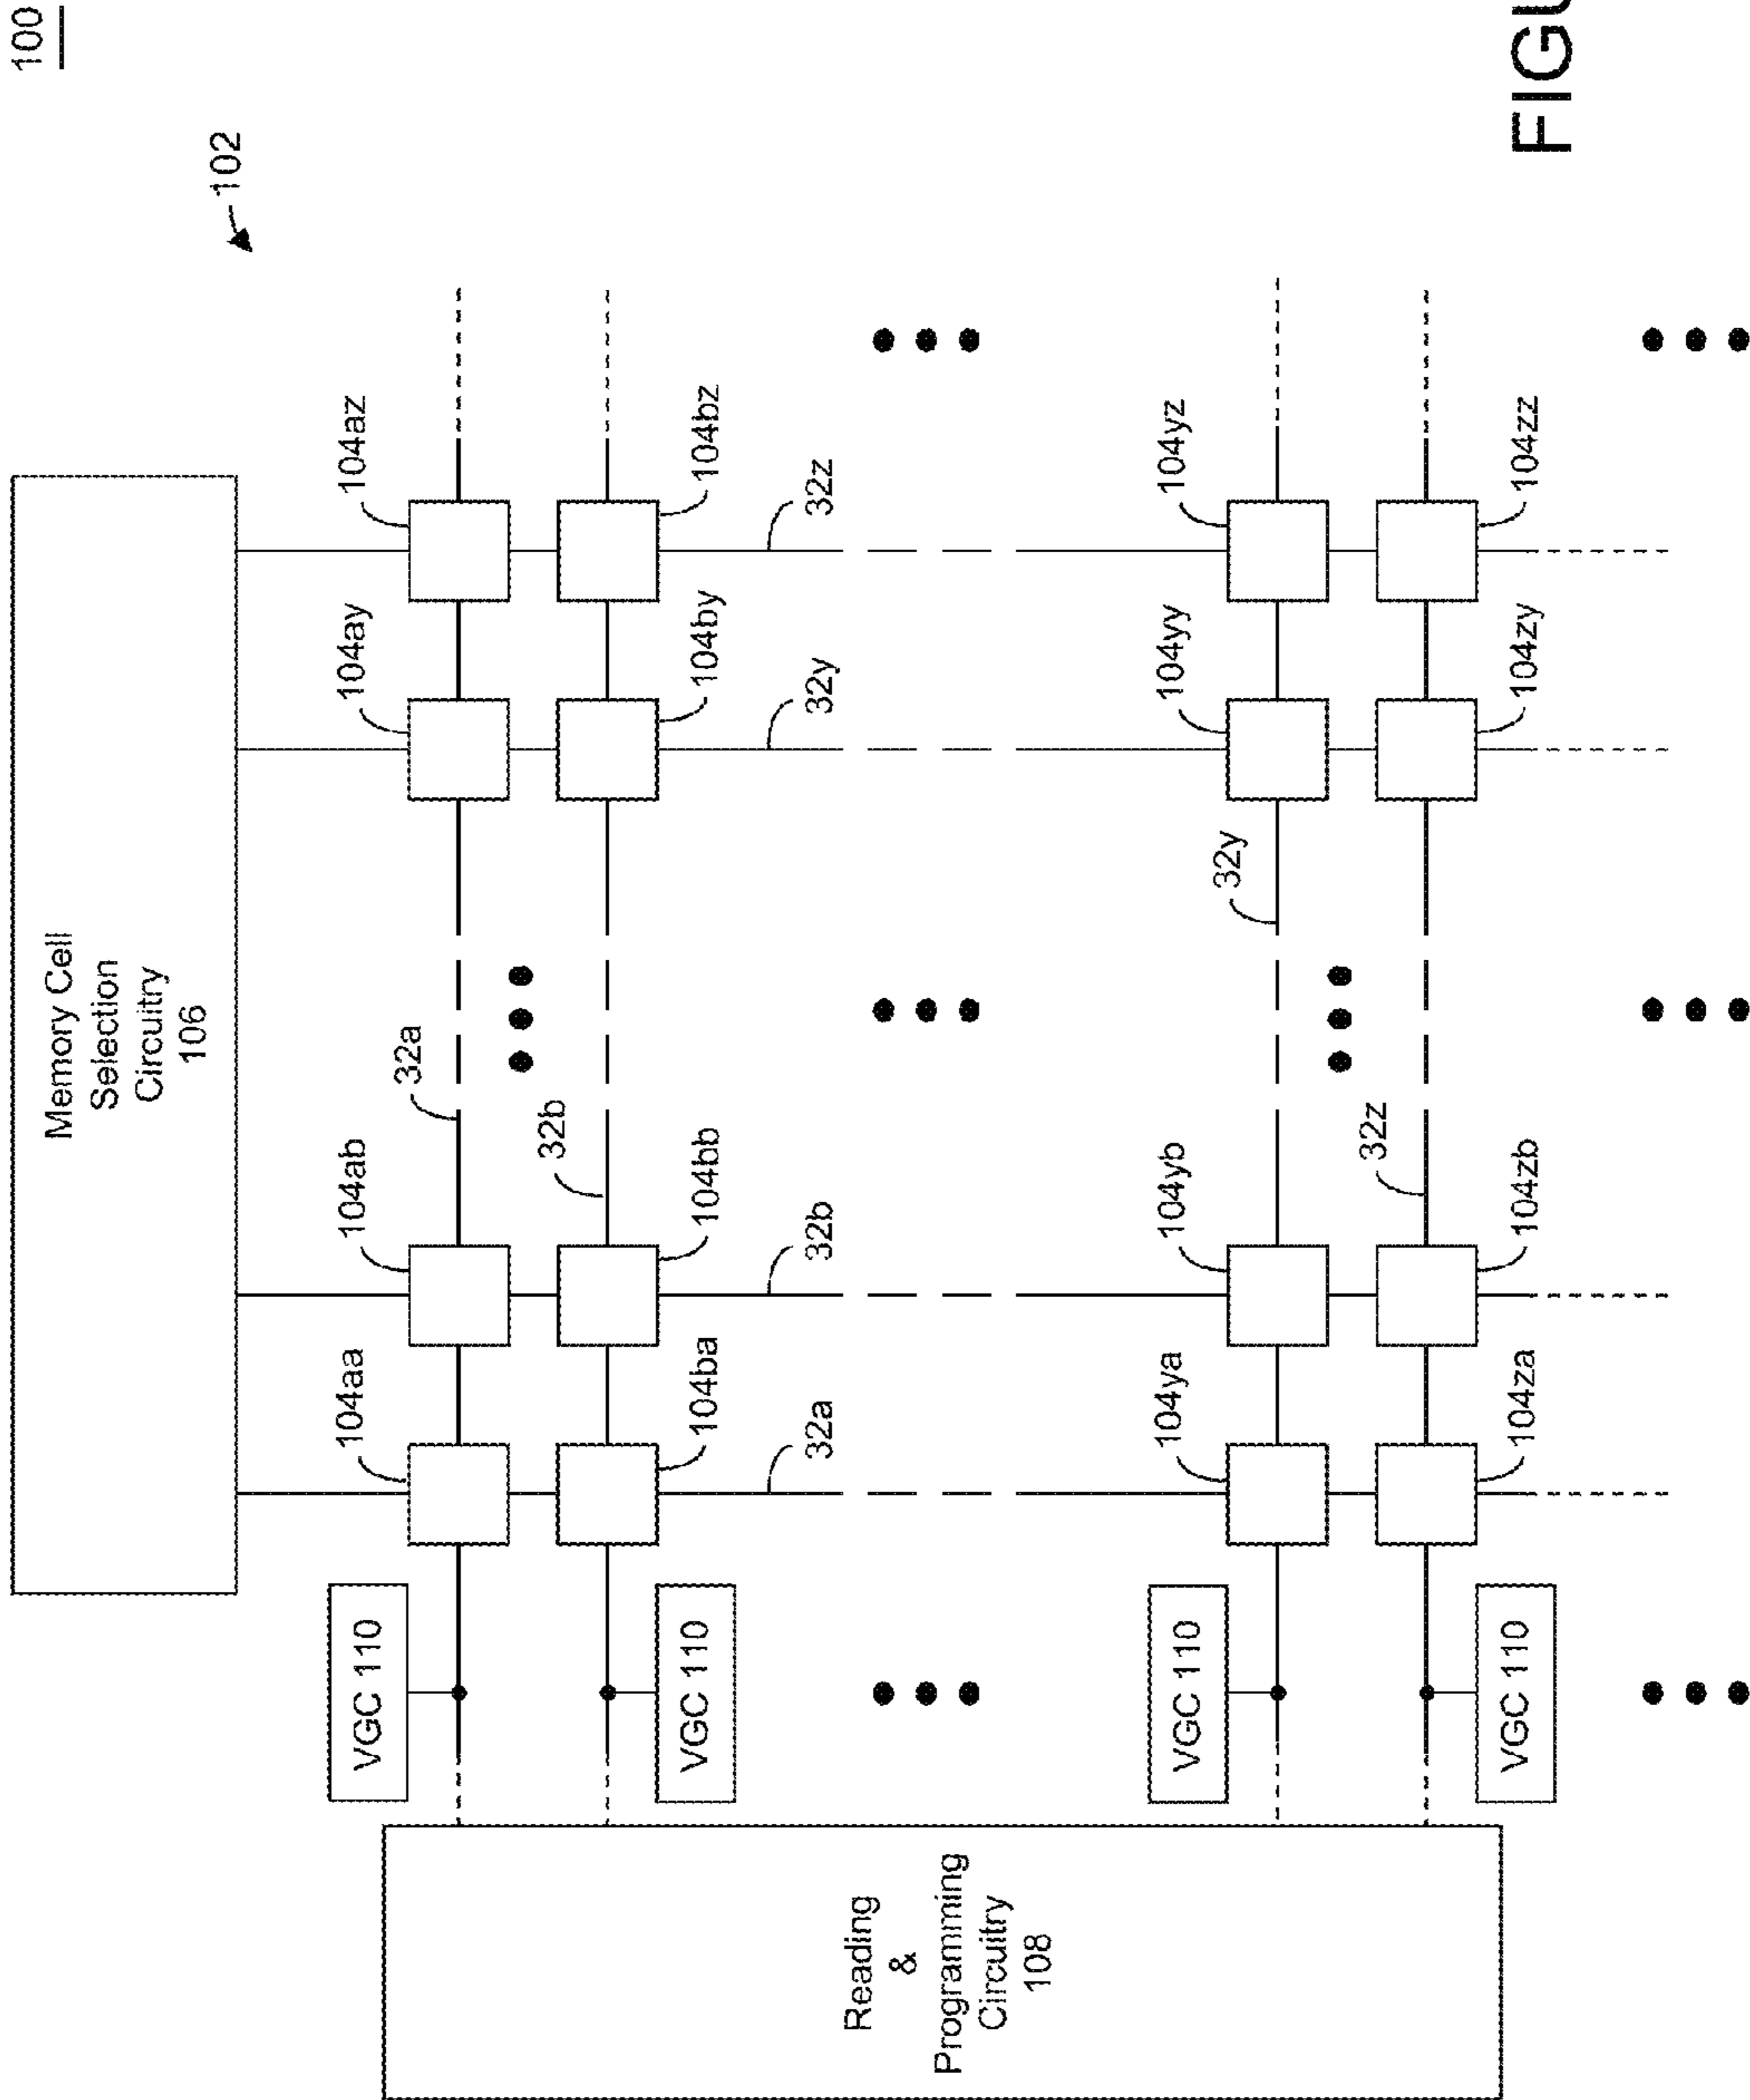 100
Memory Cell
Selection
Circuitry
106
102
104aa 104ab 104ay 104az
VGC 110
32a
32b
VGC 110 104ba 104bb 104by 104bz
32a 32b 32y 32z
Reading
&
Programming
Circuitry
108
104ya 104yb 104yy 104yz
VGC 110
32y
32z
VGC 110 104za 104zb 104zy 104zz
FIGU